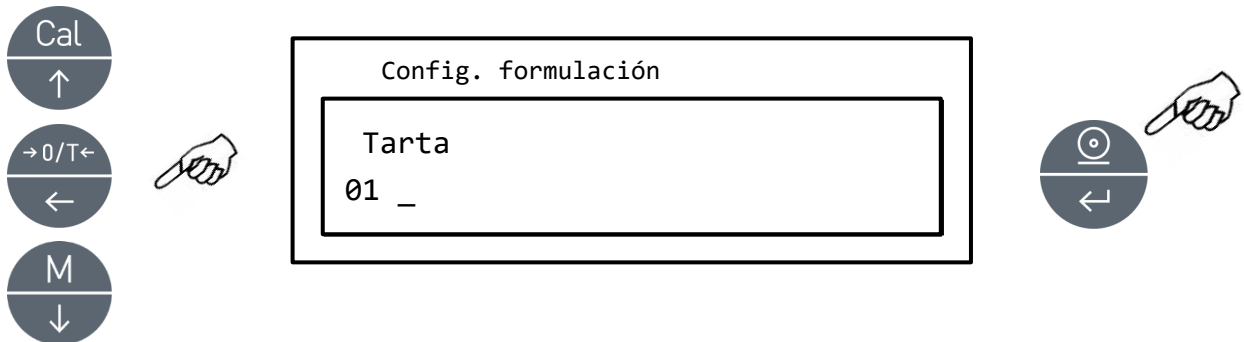 Cal
↑
→0/T←
←
M
↓
Config. formulación
Tarta
01 _